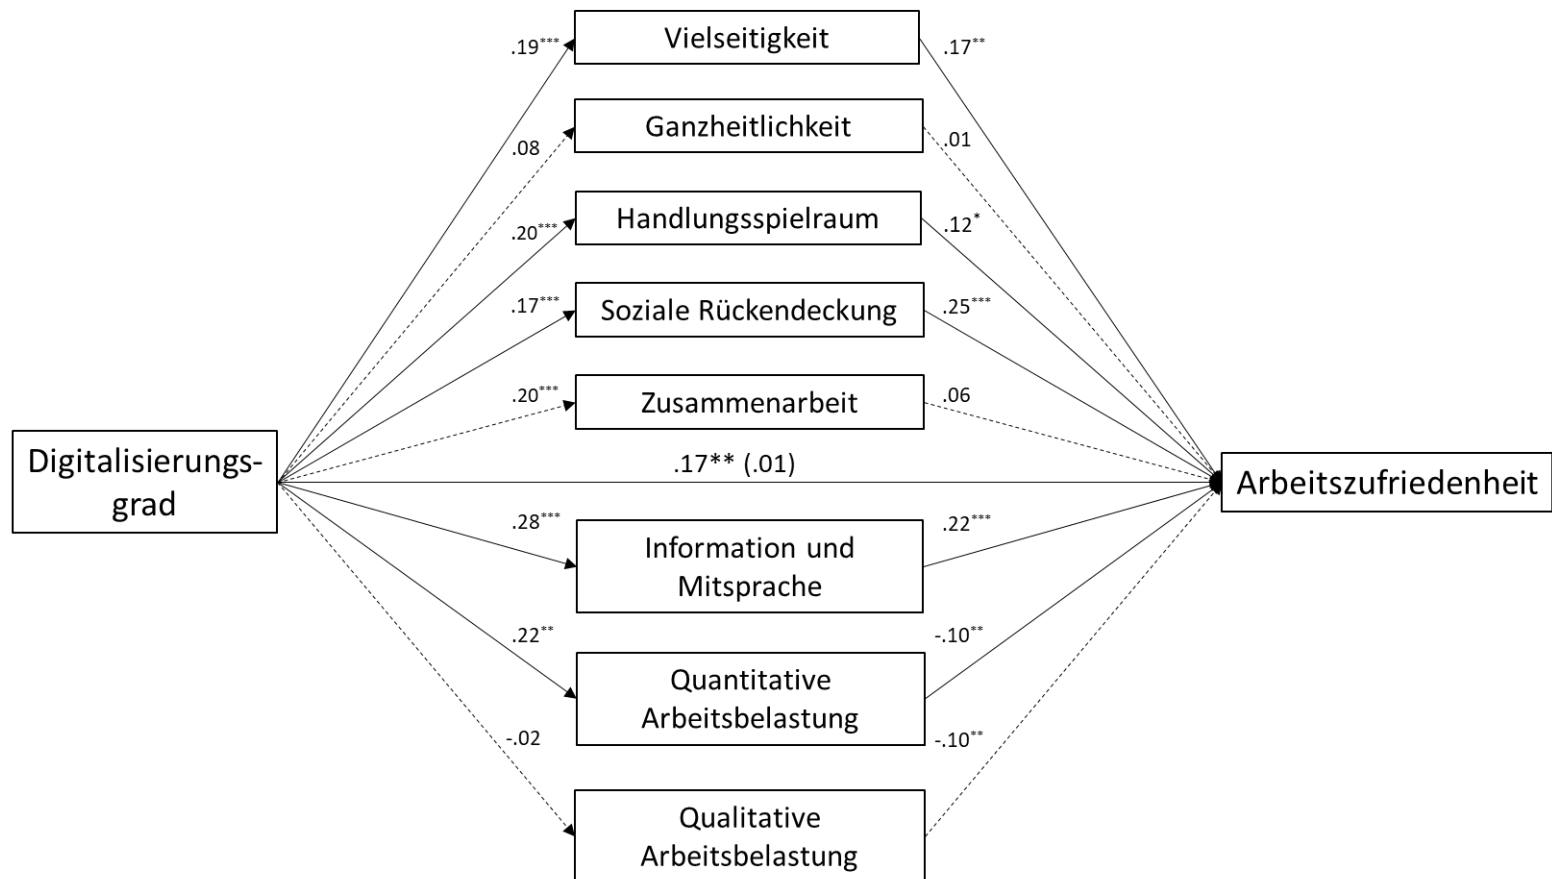 .19***
Vielseitigkeit
.17**
.08
Ganzheitlichkeit
.01
.20***
Handlungsspielraum
.12*
.17***
Soziale Rückendeckung
.25***
.20***
Zusammenarbeit
.06
Digitalisierungs-
grad
.17** (.01)
Arbeitszufriedenheit
.28***
Information und
Mitsprache
.22***
.22**
Quantitative
Arbeitsbelastung
-.10**
-.02
Qualitative
Arbeitsbelastung
-.10**